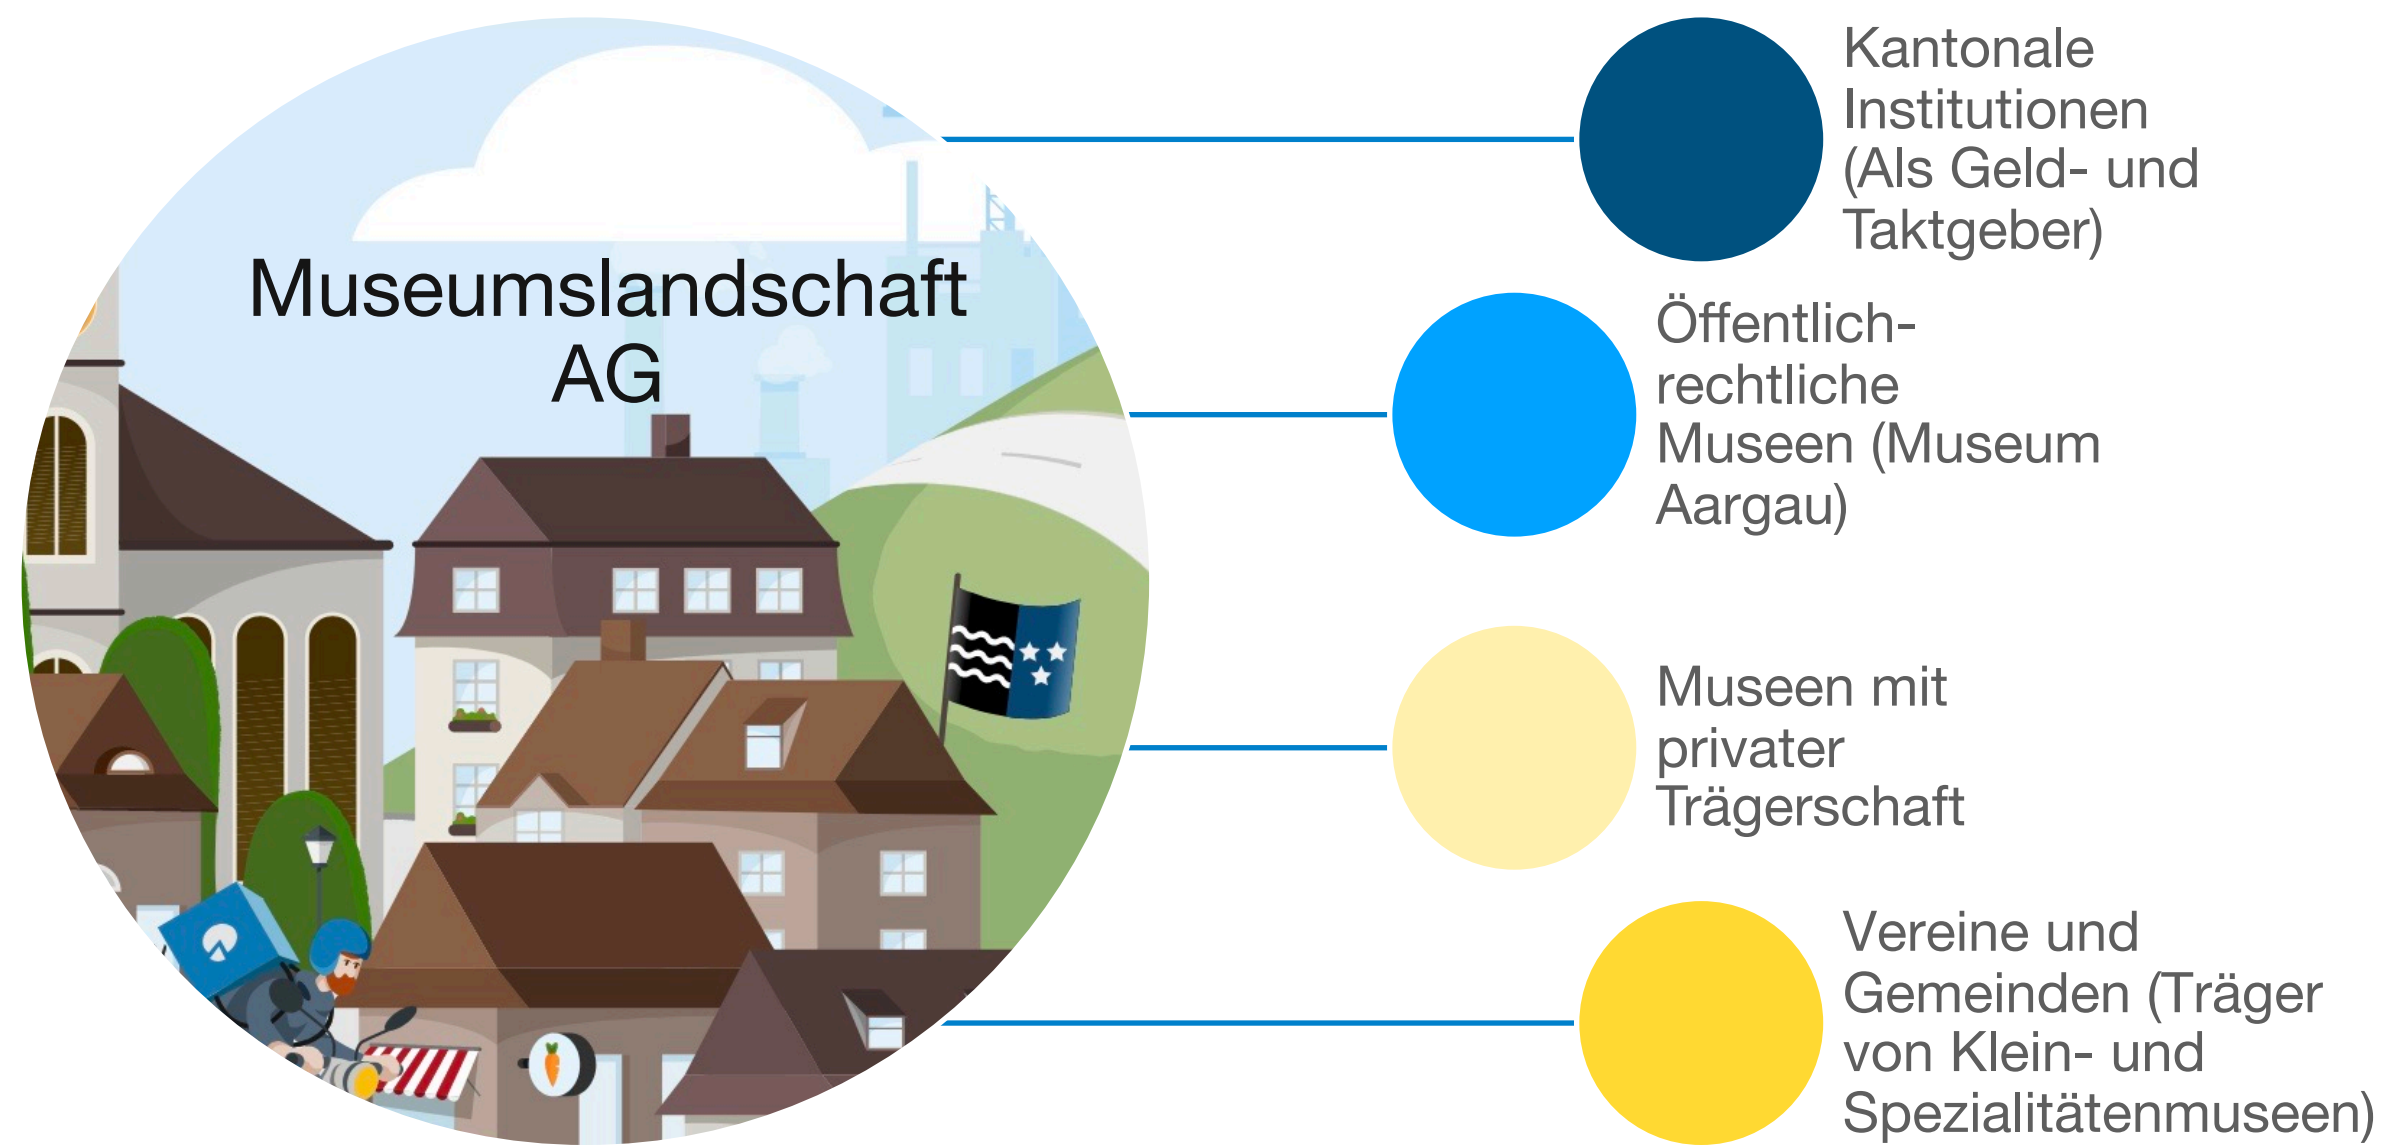 Museumslandschaft
AG
Kantonale
Institutionen
(Als Geld- und
Taktgeber)
Öffentlich-
rechtliche
Museen (Museum
Aargau)
Museen mit
privater
Trägerschaft
Vereine und
Gemeinden (Träger
von Klein- und
Spezialitätenmuseen)